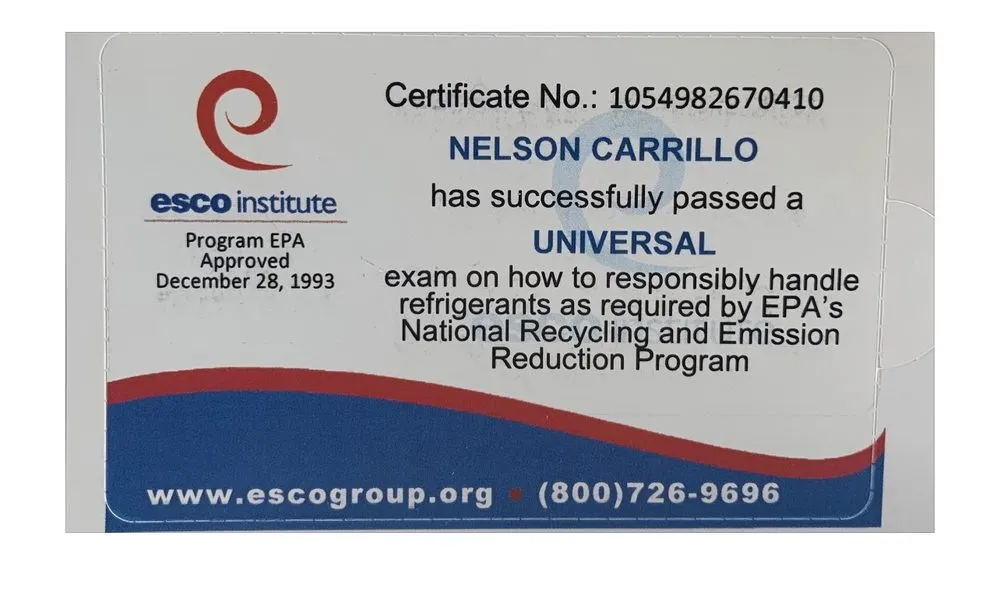 esco institute
Program EPA
Approved
December 28, 1993
Certificate No.: 1054982670410
NELSON CARRILLO
has successfully passed a
UNIVERSAL
exam on how to responsibly handle
refrigerants as required by EPA's
National Recycling and Emission
Reduction Program
www.escogroup.org • (800)726-9696